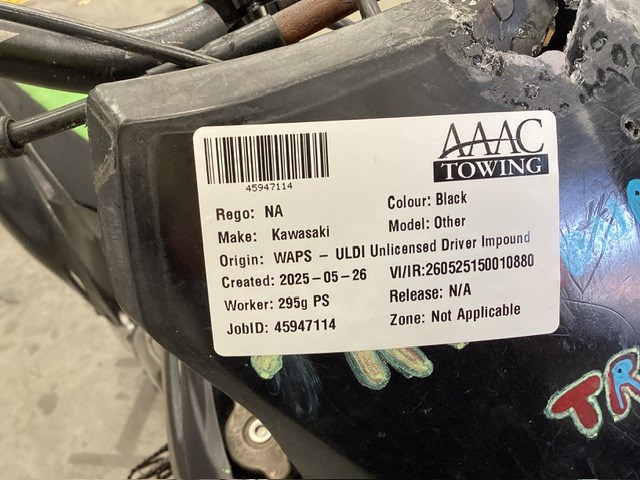 AAAC
TOWING
45947114
Rego: NA
Colour: Black
Make: Kawasaki
Model: Other
Origin: WAPS - ULDI Unlicensed Driver Impound
Created: 2025-05-26
VI/IR:260525150010880
Worker: 295g PS
Release: N/A
JobID: 45947114
Zone: Not Applicable
TR